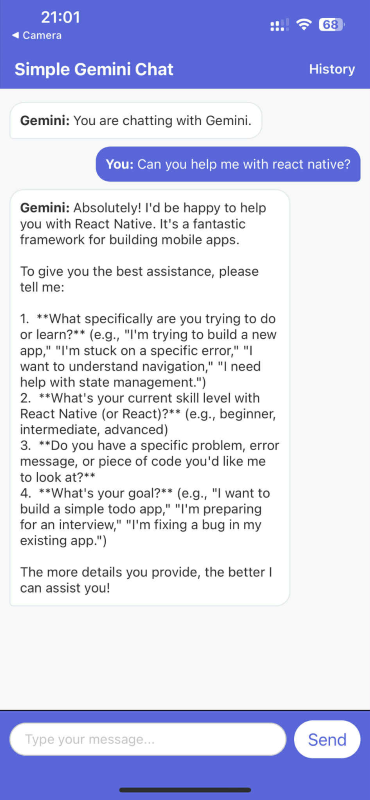 21:01
◀ Camera
68
Simple Gemini Chat
History
Gemini: You are chatting with Gemini.
You: Can you help me with react native?
Gemini: Absolutely! I'd be happy to help
you with React Native. It's a fantastic
framework for building mobile apps.
To give you the best assistance, please
tell me:
1.  **What specifically are you trying to do
or learn?** (e.g., "I'm trying to build a new
app," "I'm stuck on a specific error," "I
want to understand navigation," "I need
help with state management.")
2.  **What's your current skill level with
React Native (or React)?** (e.g., beginner,
intermediate, advanced)
3.  **Do you have a specific problem, error
message, or piece of code you'd like me
to look at?**
4.  **What's your goal?** (e.g., "I want to
build a simple todo app," "I'm preparing
for an interview," "I'm fixing a bug in my
existing app.")
The more details you provide, the better I
can assist you!
Type your message...
Send